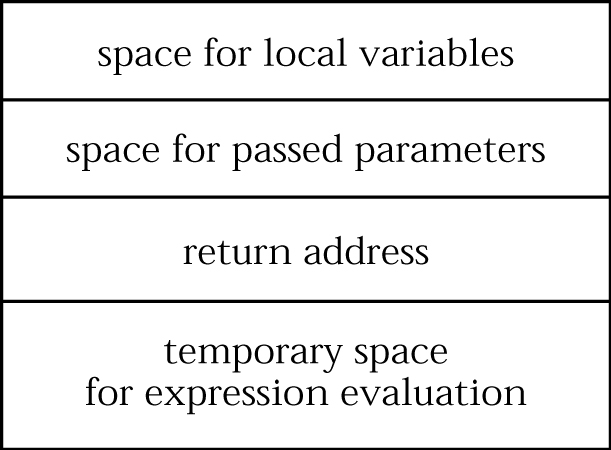 space for local variables
space for passed parameters
return address
temporary space
for expression evaluation